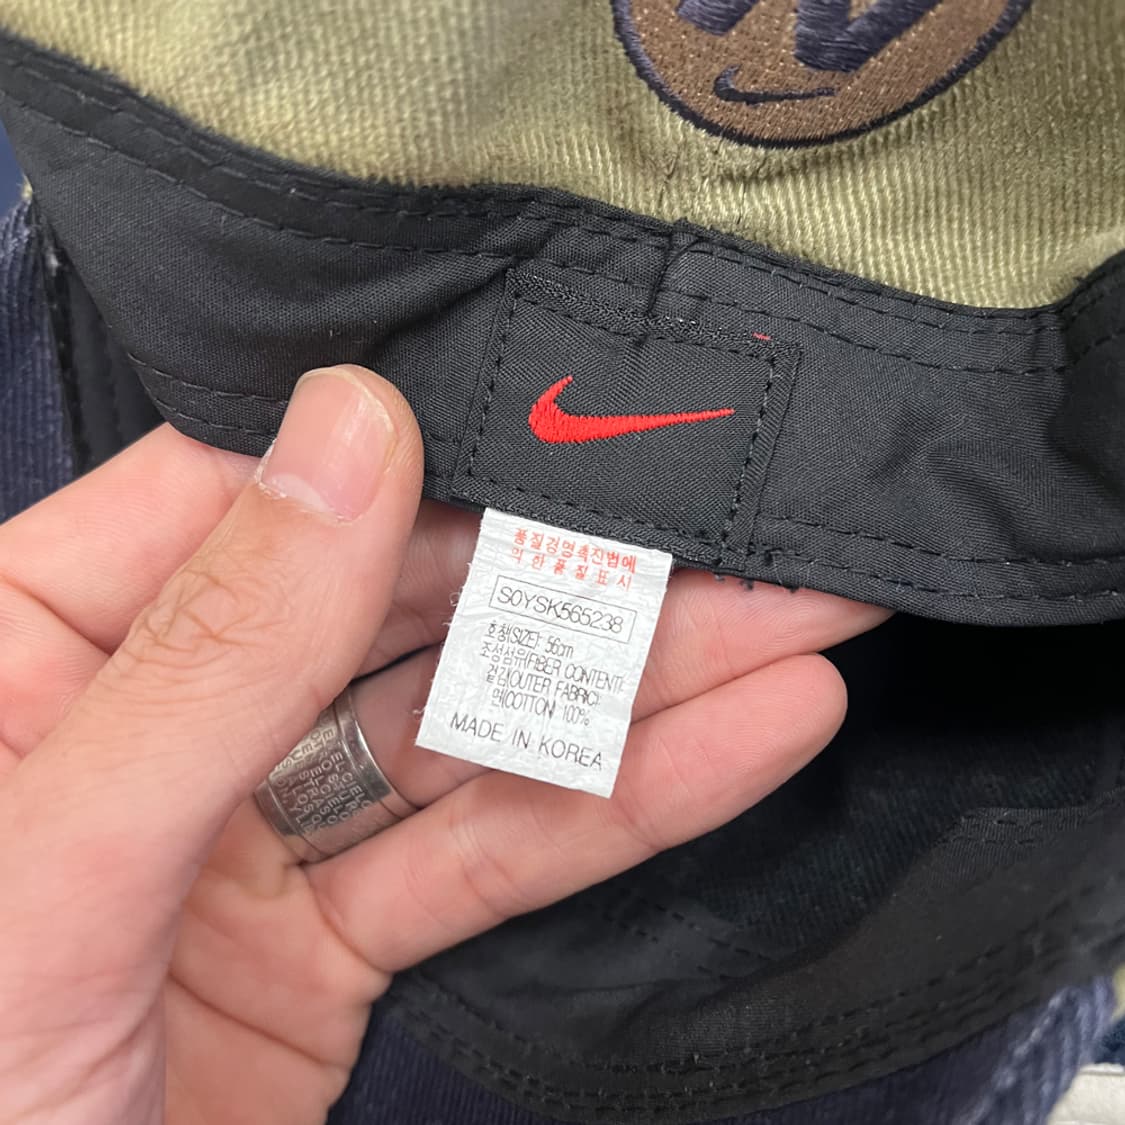 품질경영촉진법에
의한품질표시
SOYSK565238
호칭(SIZE): 56cm
조성섬유(FIBER CONTENT):
겉감(OUTER FABRIC):
면(COTTON 100%
MADE IN KOREA